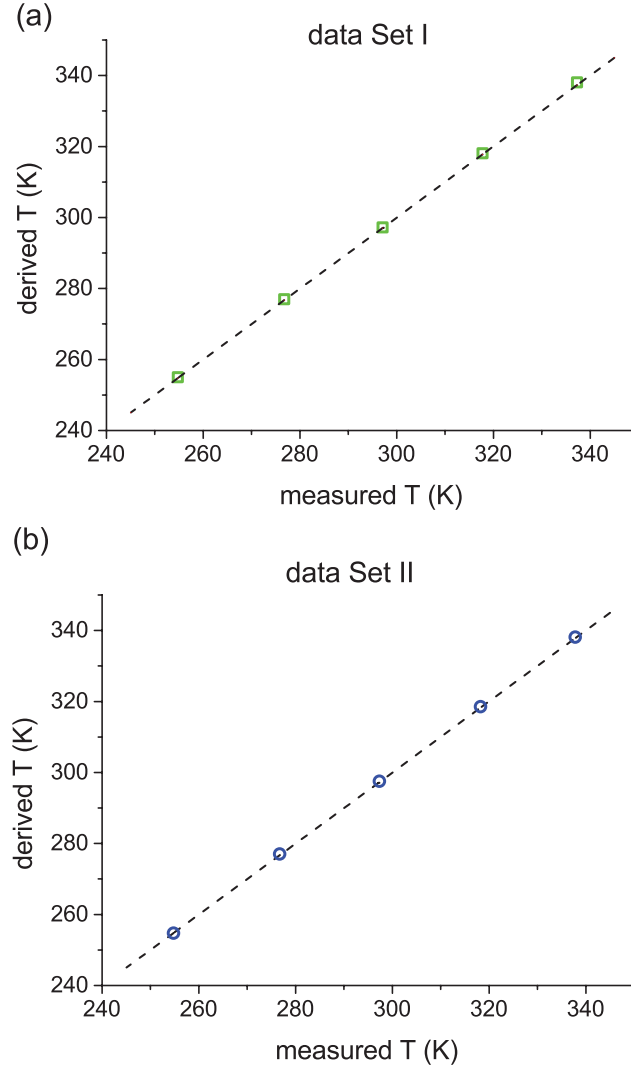 (a)
data Set I
340
320
300
280
260
240
derived T (K)
240 260 280 300 320 340
measured T (K)
(b)
data Set II
340
320
300
280
260
240
derived T (K)
240 260 280 300 320 340
measured T (K)